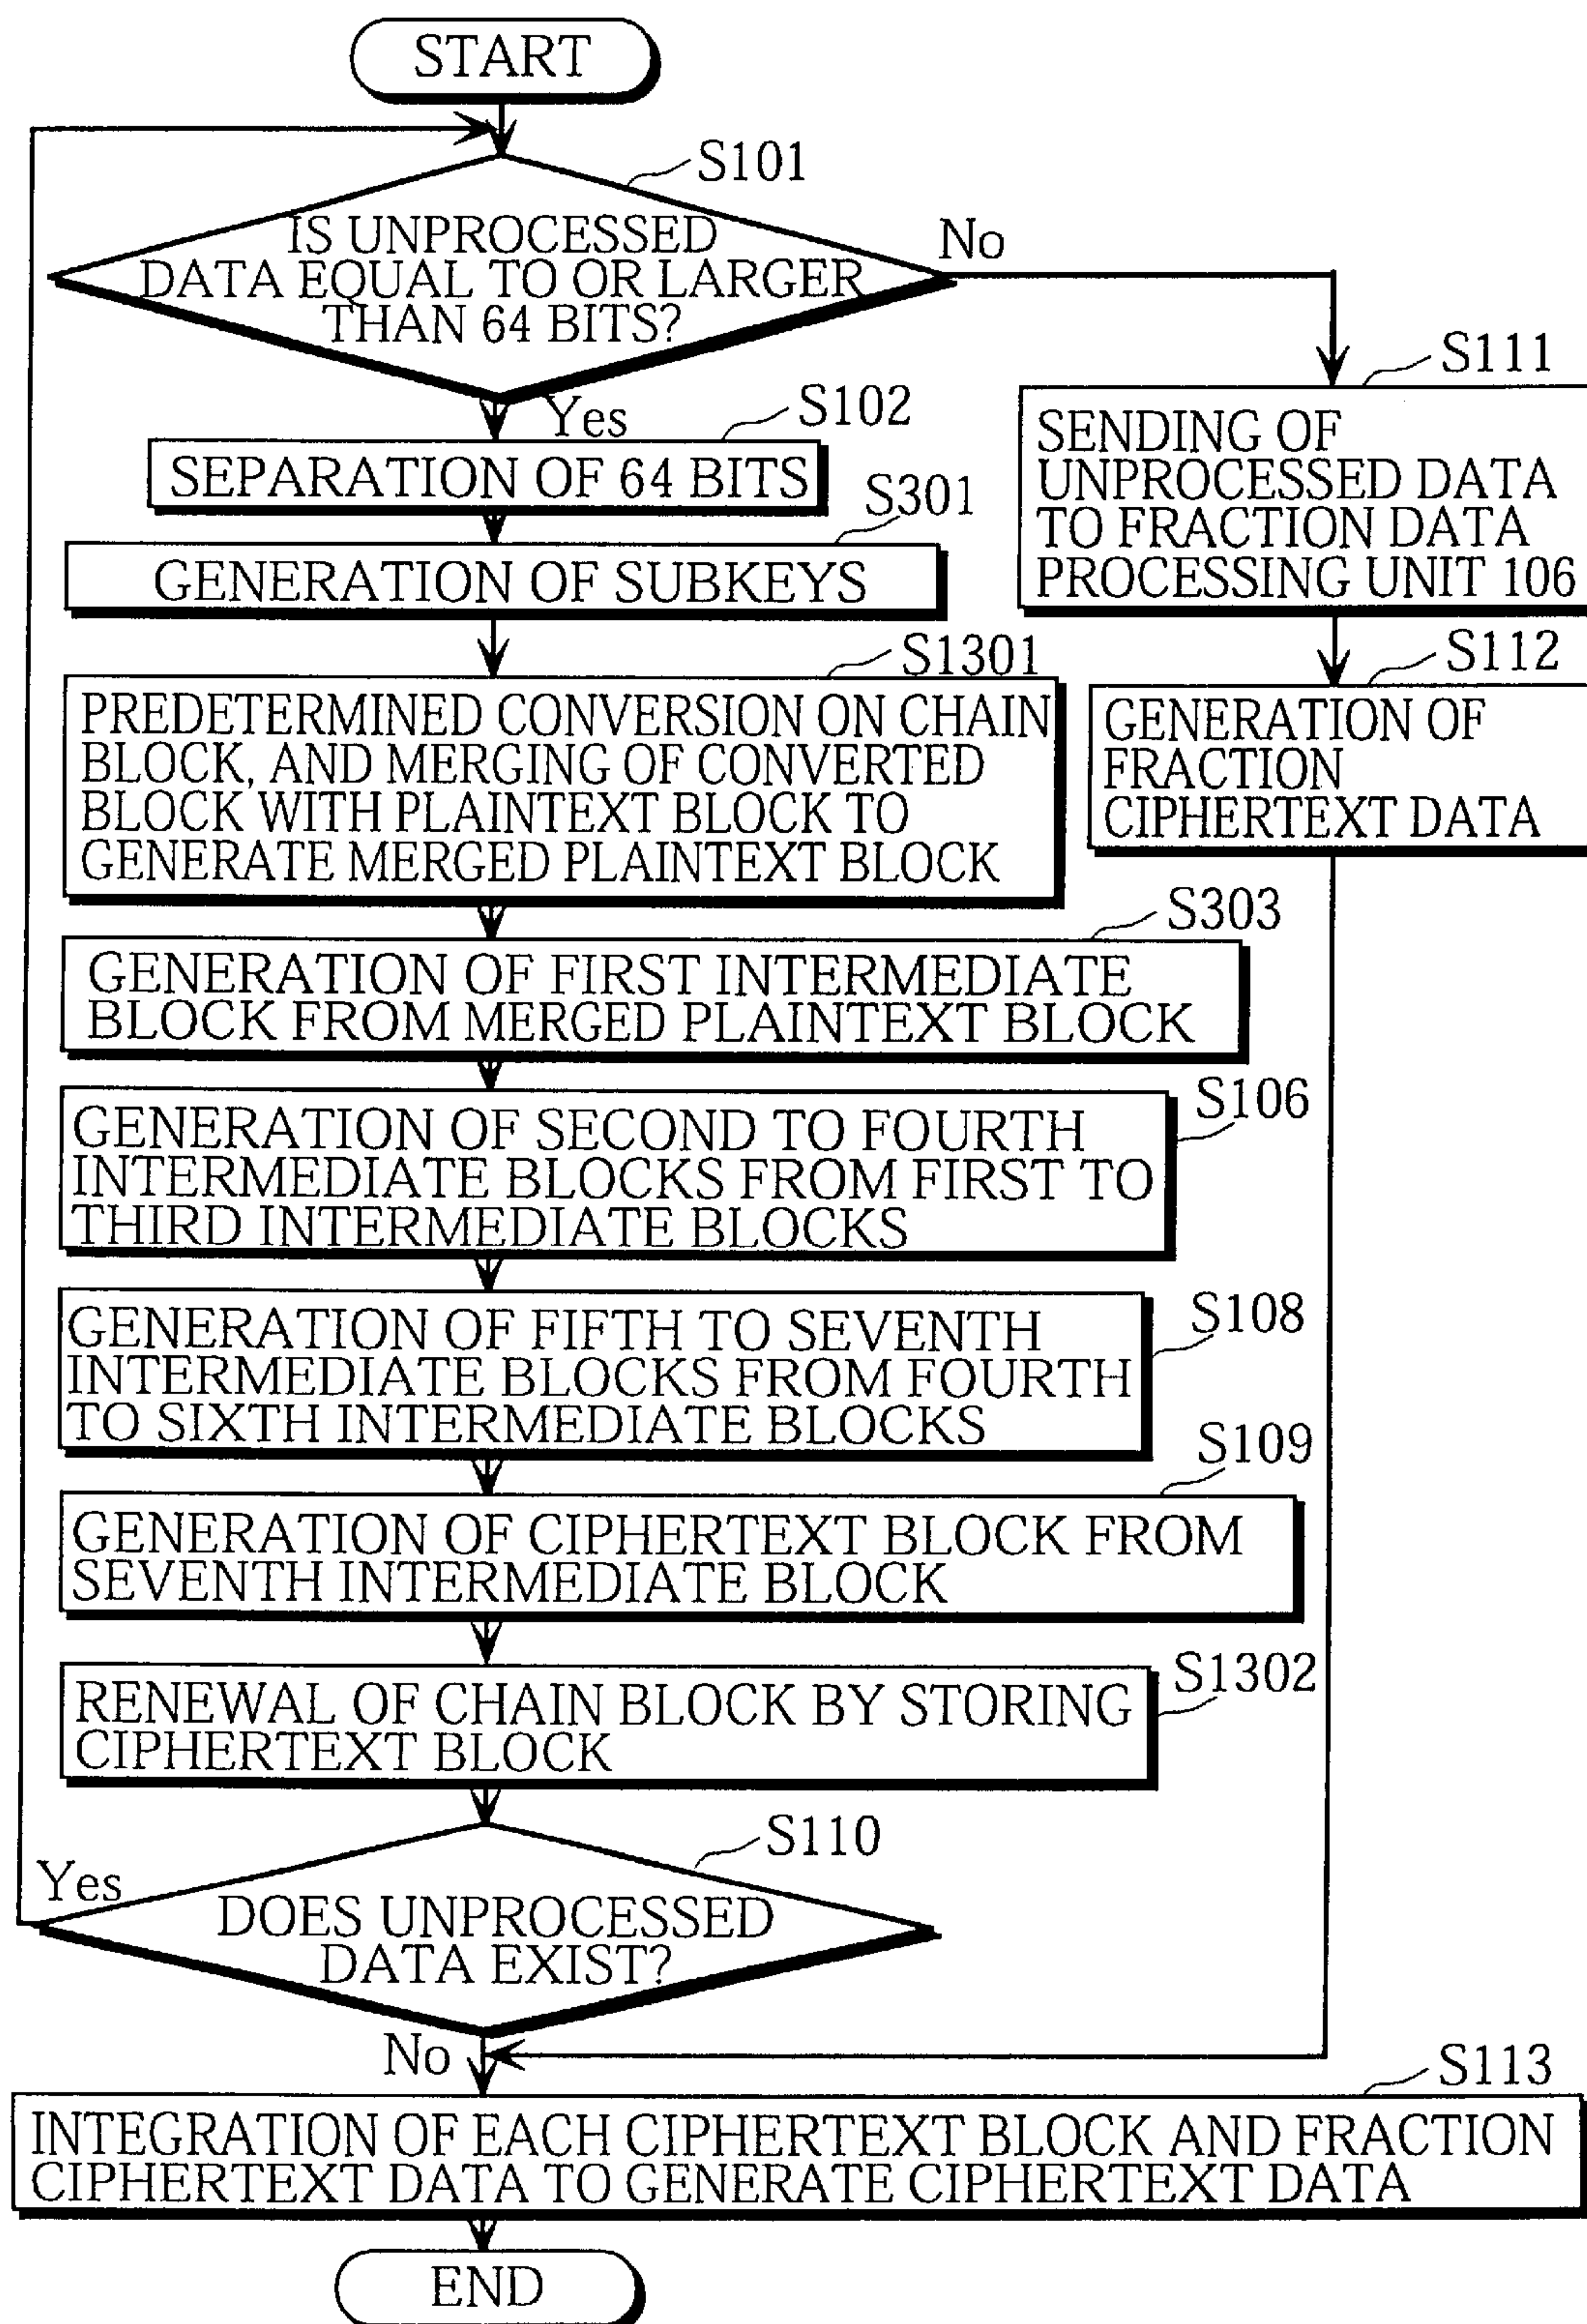 START
S101
IS UNPROCESSED
DATA EQUAL TO OR LARGER
THAN 64 BITS?
No
Yes
S102
SEPARATION OF 64 BITS
S301
GENERATION OF SUBKEYS
S1301
PREDETERMINED CONVERSION ON CHAIN
BLOCK, AND MERGING OF CONVERTED
BLOCK WITH PLAINTEXT BLOCK TO
GENERATE MERGED PLAINTEXT BLOCK
S303
GENERATION OF FIRST INTERMEDIATE
BLOCK FROM MERGED PLAINTEXT BLOCK
S106
GENERATION OF SECOND TO FOURTH
INTERMEDIATE BLOCKS FROM FIRST TO
THIRD INTERMEDIATE BLOCKS
S108
GENERATION OF FIFTH TO SEVENTH
INTERMEDIATE BLOCKS FROM FOURTH
TO SIXTH INTERMEDIATE BLOCKS
S109
GENERATION OF CIPHERTEXT BLOCK FROM
SEVENTH INTERMEDIATE BLOCK
S1302
RENEWAL OF CHAIN BLOCK BY STORING
CIPHERTEXT BLOCK
S110
Yes
DOES UNPROCESSED
DATA EXIST?
No
S111
SENDING OF
UNPROCESSED DATA
TO FRACTION DATA
PROCESSING UNIT 106
S112
GENERATION OF
FRACTION
CIPHERTEXT DATA
S113
INTEGRATION OF EACH CIPHERTEXT BLOCK AND FRACTION
CIPHERTEXT DATA TO GENERATE CIPHERTEXT DATA
END